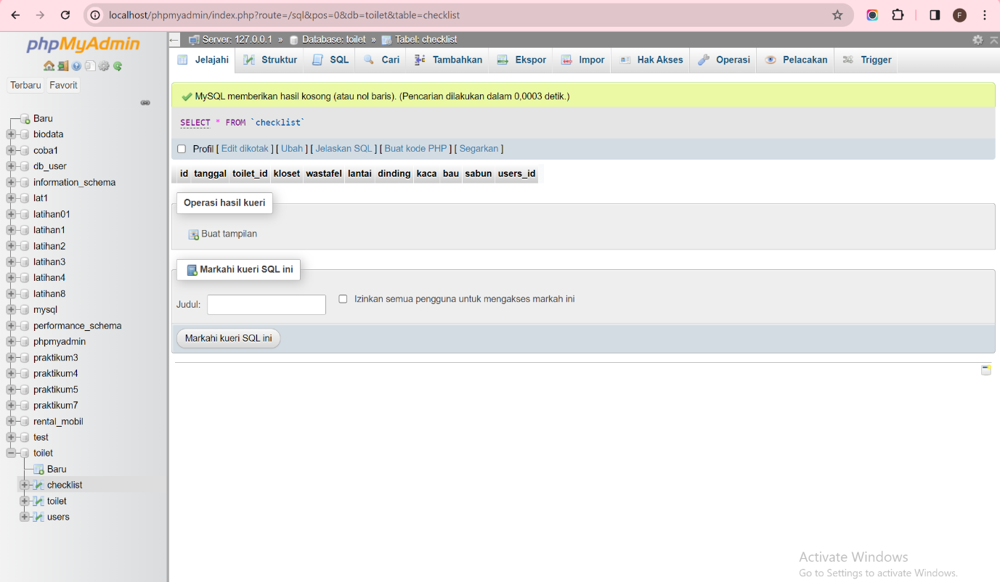 localhost/phpmyadmin/index.php?route=/sql&pos=0&db=toilet&table=checklist
F
phpMyAdmin
Terbaru Favorit
Baru
biodata
coba1
db_user
information_schema
lat1
latihan01
latihan1
latihan2
latihan3
latihan4
latihan8
mysql
performance_schema
phpmyadmin
praktikum3
praktikum4
praktikum5
praktikum7
rental_mobil
test
toilet
Baru
checklist
toilet
users
Server: 127.0.0.1 » Database: toilet » Tabel: checklist
Jelajahi Struktur SQL Cari Tambahkan Ekspor Impor Hak Akses Operasi Pelacakan Trigger
MySQL memberikan hasil kosong (atau nol baris). (Pencarian dilakukan dalam 0,0003 detik.)
SELECT * FROM `checklist`
Profil [ Edit dikotak ] [ Ubah ] [ Jelaskan SQL ] [ Buat kode PHP ] [ Segarkan ]
id tanggal toilet_id kloset wastafel lantai dinding kaca bau sabun users_id
Operasi hasil kueri
Buat tampilan
Markahi kueri SQL ini
Judul: Izinkan semua pengguna untuk mengakses markah ini
Markahi kueri SQL ini
Activate Windows
Go to Settings to activate Windows.